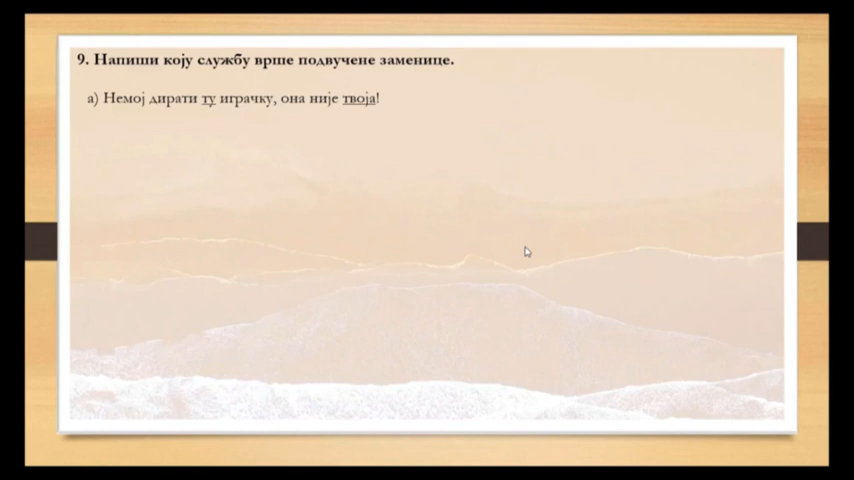 9. Напиши коју службу врше подвучене заменице.
а) Немој дирати ту играчку, она није твоја!